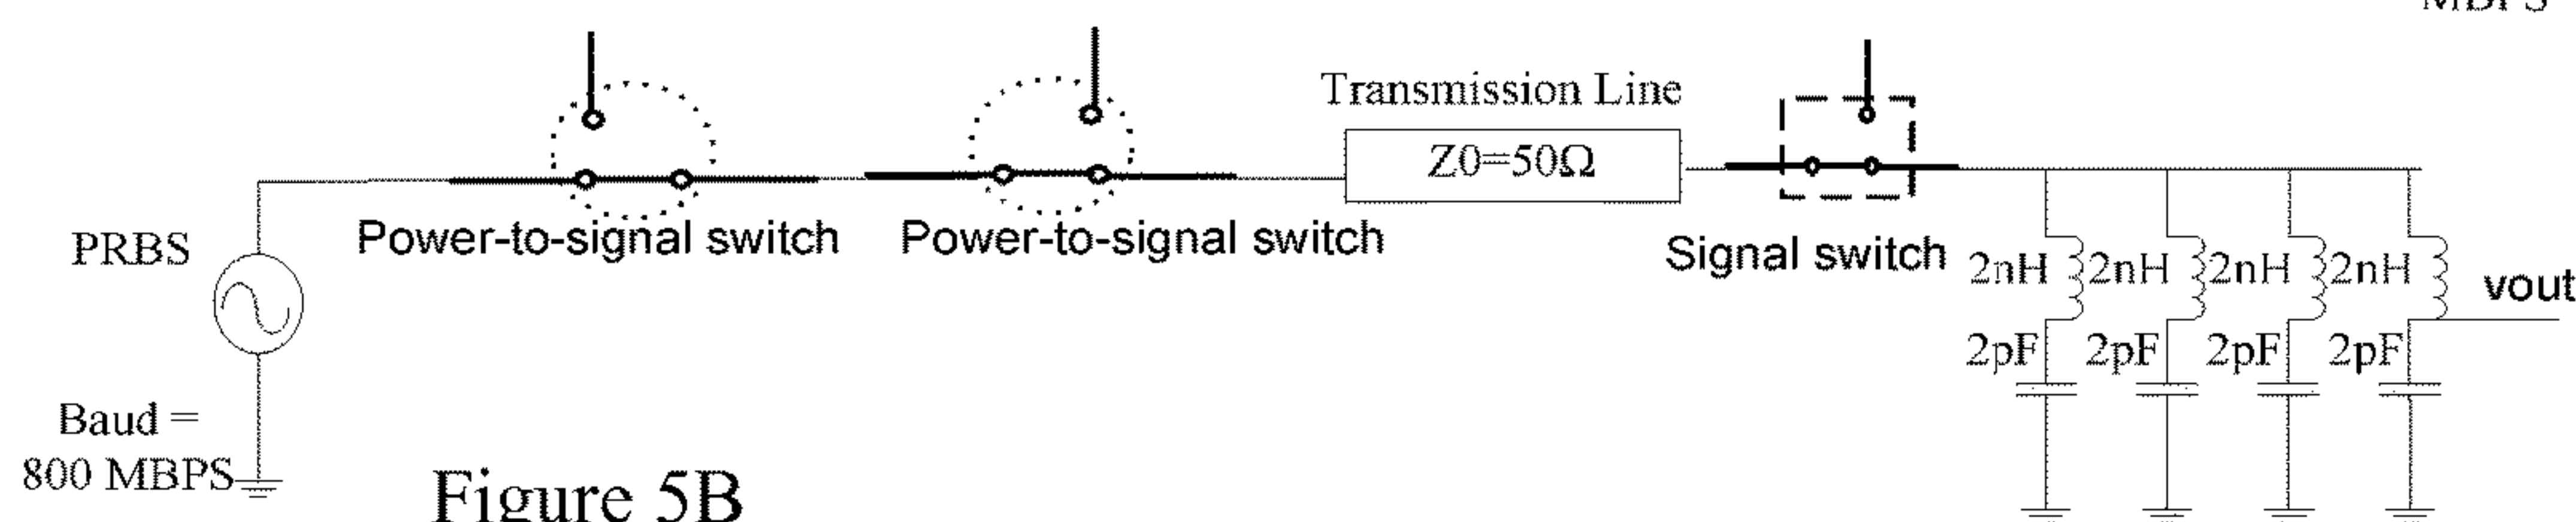 MBPS
Transmission Line
Z0=50Ω
PRBS
Power-to-signal switch
Power-to-signal switch
Signal switch
2nH
2nH
2nH
2nH
vout
2pF
2pF
2pF
2pF
Baud =
800 MBPS
Figure 5B